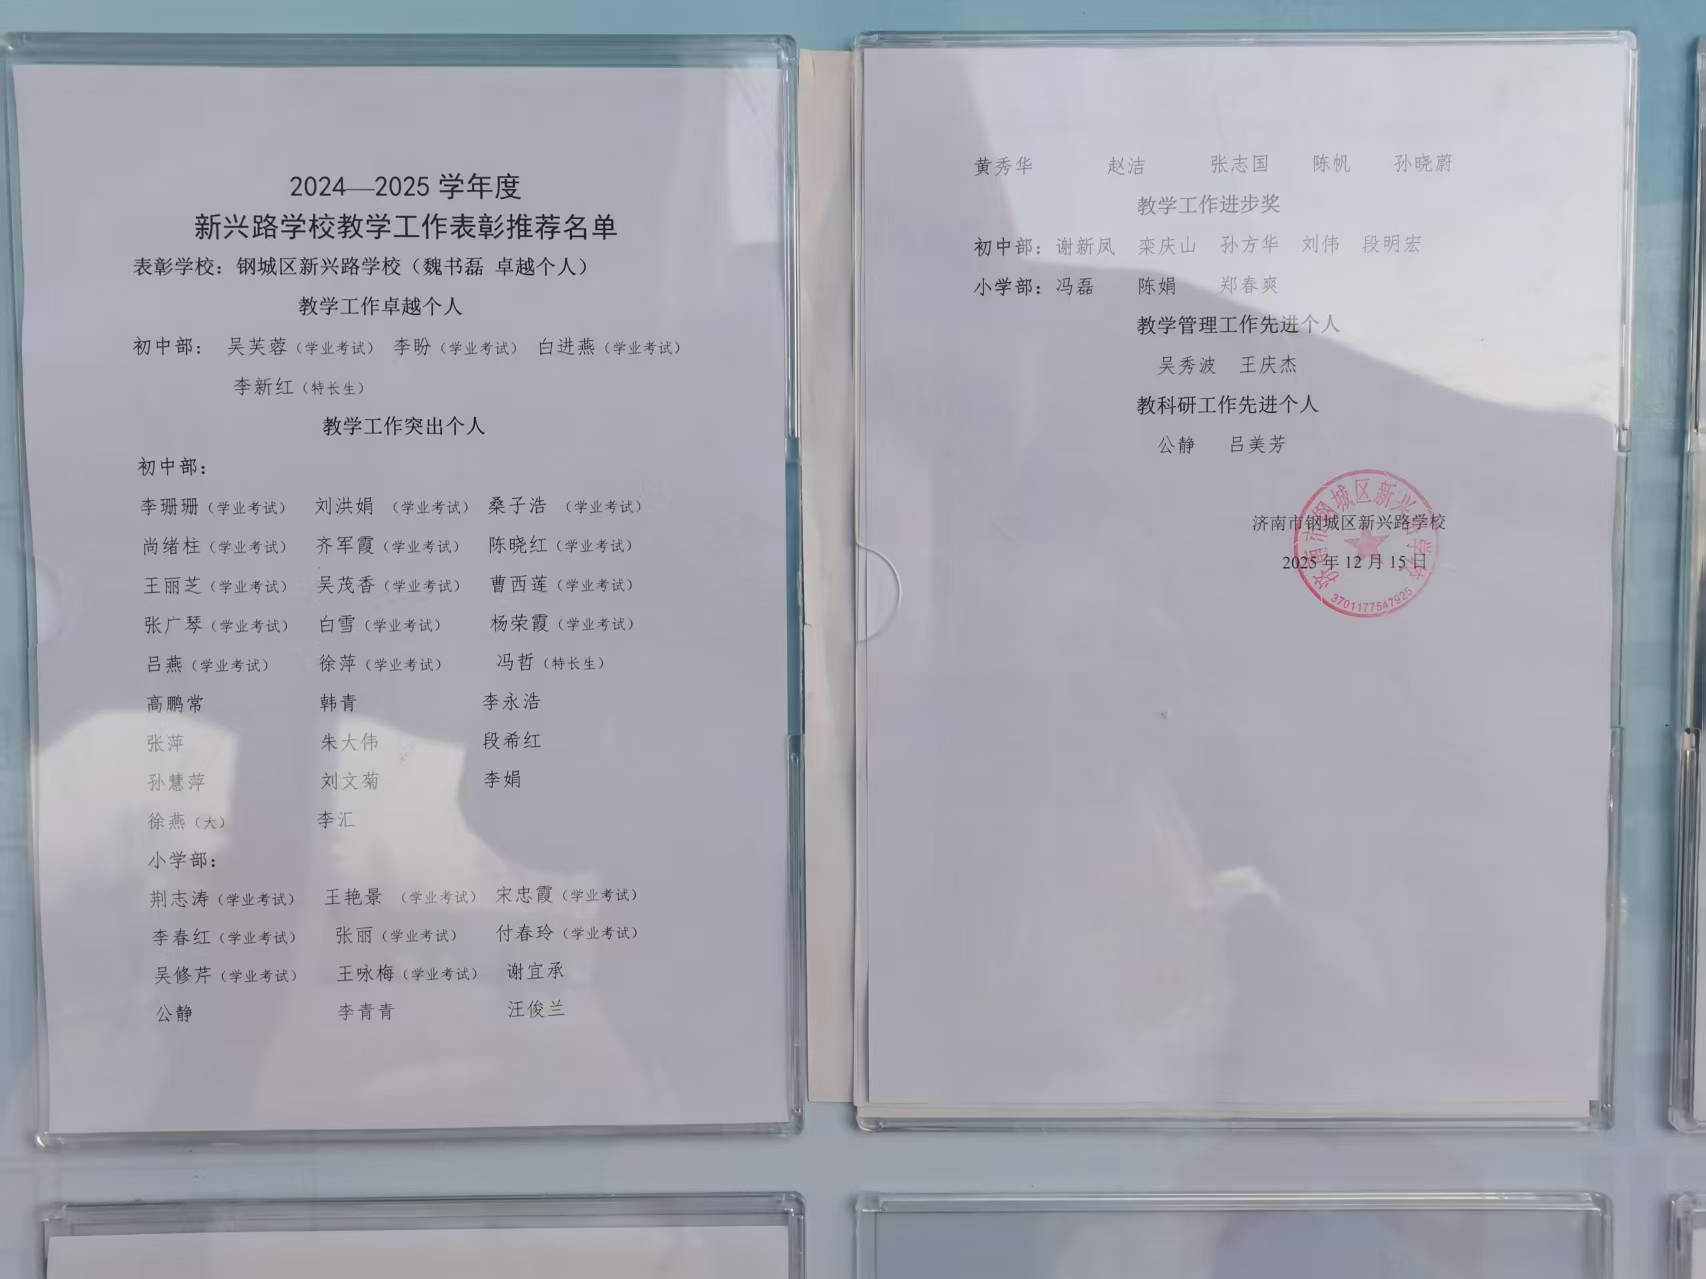 2024—2025 学年度
新兴路学校教学工作表彰推荐名单
表彰学校：钢城区新兴路学校（魏书磊 卓越个人）
教学工作卓越个人
初中部： 吴芙蓉（学业考试） 李盼（学业考试） 白进燕（学业考试）
李新红（特长生）
教学工作突出个人
初中部：
李珊珊（学业考试） 刘洪娟 （学业考试） 桑子浩 （学业考试）
尚绪柱（学业考试） 齐军霞（学业考试） 陈晓红（学业考试）
王丽芝（学业考试） 吴茂香（学业考试） 曹西莲（学业考试）
张广琴（学业考试） 白雪（学业考试） 杨荣霞（学业考试）
吕燕（学业考试） 徐萍（学业考试） 冯哲（特长生）
高鹏常 韩青 李永浩
张萍 朱大伟 段希红
孙慧萍 刘文菊 李娟
徐燕（大） 李汇
小学部：
荆志涛（学业考试） 王艳景 （学业考试） 宋忠霞（学业考试）
李春红（学业考试） 张丽（学业考试） 付春玲（学业考试）
吴修芹（学业考试） 王咏梅（学业考试） 谢宜承
公静 李青青 汪俊兰
黄秀华 赵洁 张志国 陈帆 孙晓蔚
教学工作进步奖
初中部：谢新凤 栾庆山 孙方华 刘伟 段明宏
小学部：冯磊 陈娟 郑春爽
教学管理工作先进个人
吴秀波 王庆杰
教科研工作先进个人
公静 吕美芳
济南市钢城区新兴路学校
2025 年 12 月 15 日
济南市钢城区新兴路学校
3701177547925